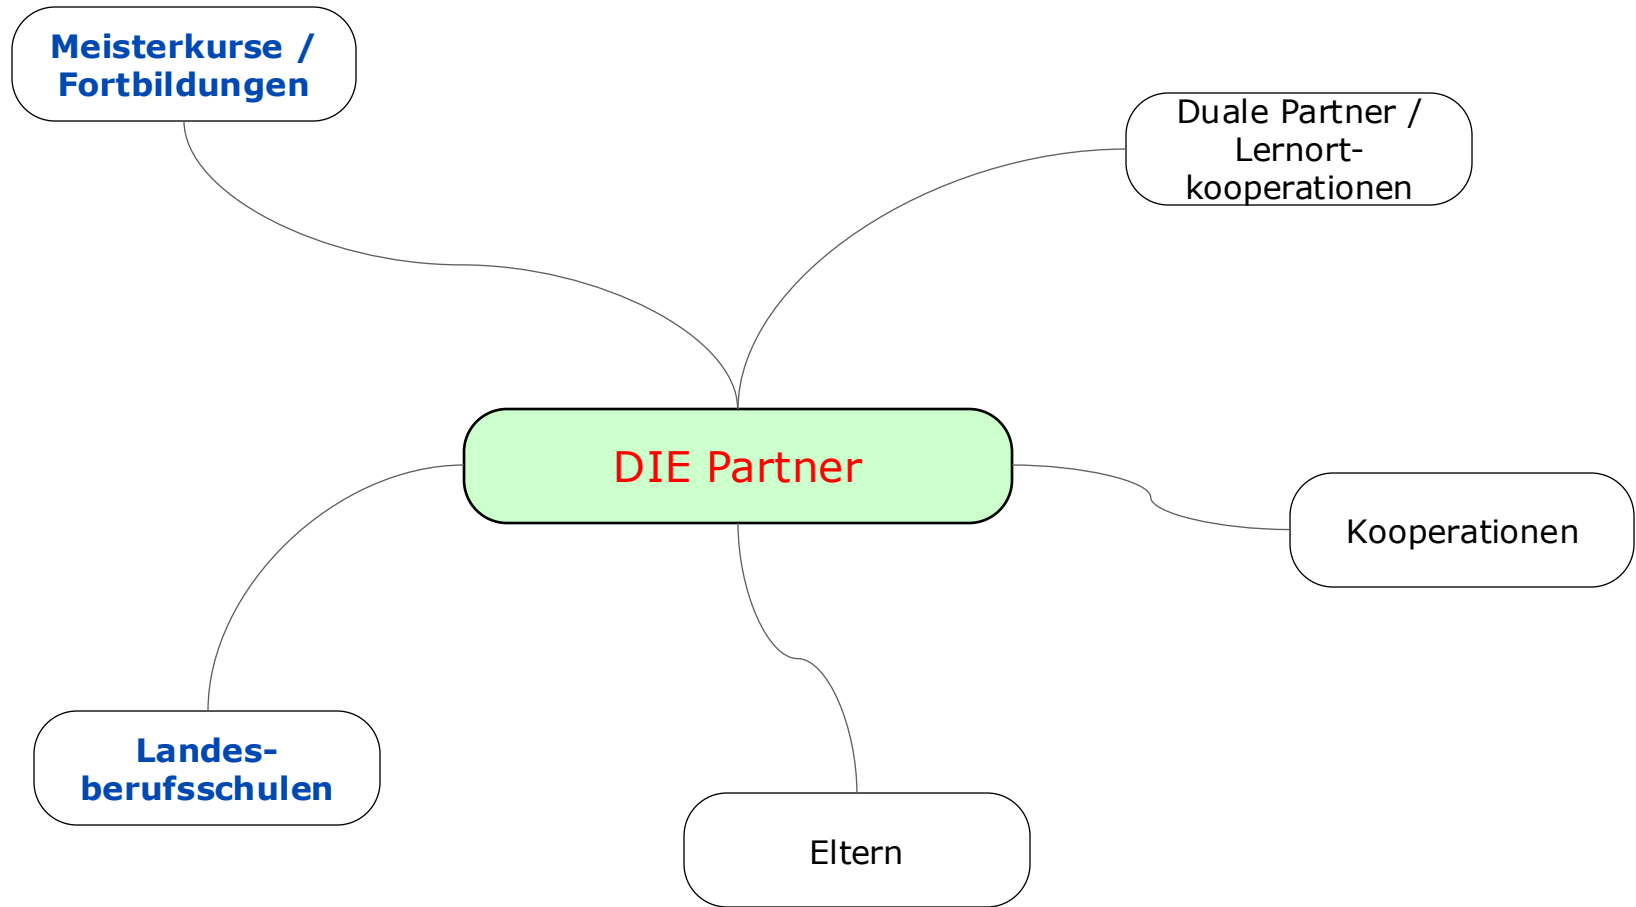 Meisterkurse /
Fortbildungen
Duale Partner /
Lernort-
kooperationen
DIE Partner
Kooperationen
Landes-
berufsschulen
Eltern